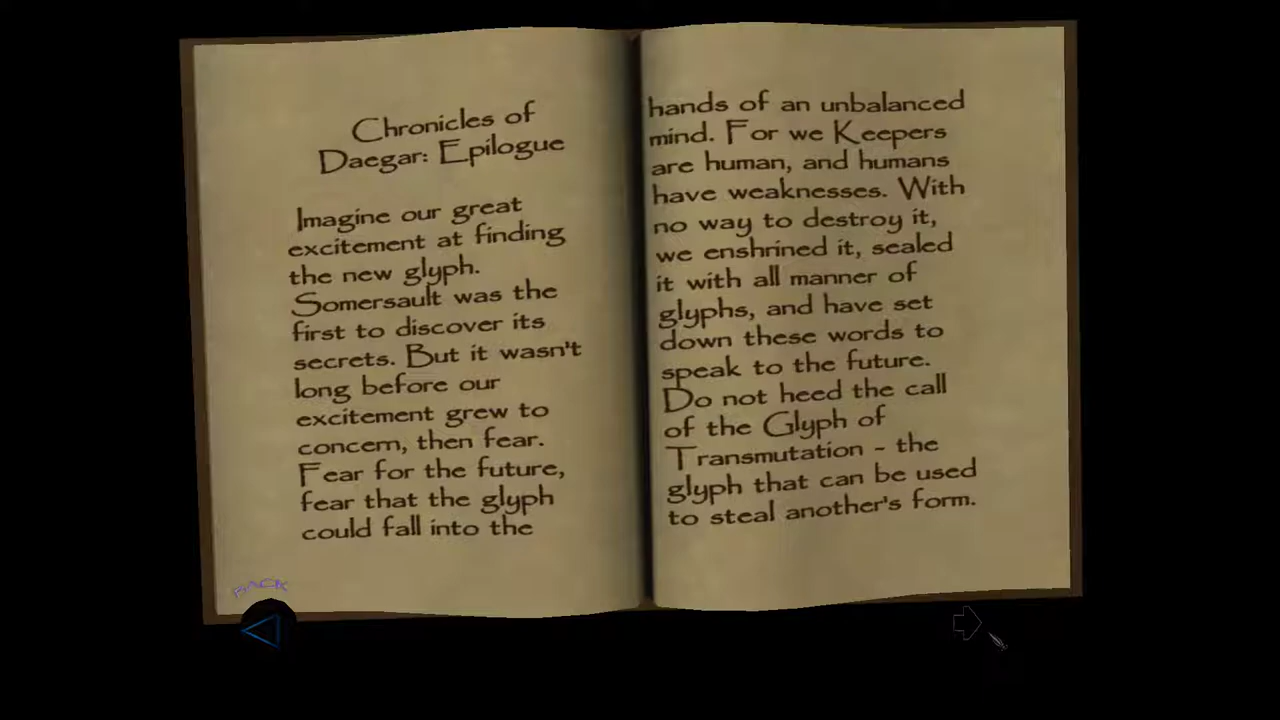 Chronicles of
Daegar: Epilogue
Imagine our great
excitement at finding
the new glyph.
Somersault was the
first to discover its
secrets. But it wasn't
long before our
excitement grew to
concern, then fear.
Fear for the future,
fear that the glyph
could fall into the
hands of an unbalanced
mind. For we Keepers
are human, and humans
have weaknesses. With
no way to destroy it,
we enshrined it, sealed
it with all manner of
glyphs, and have set
down these words to
speak to the future.
Do not heed the call
of the Glyph of
Transmutation - the
glyph that can be used
to steal another's form.
BACK